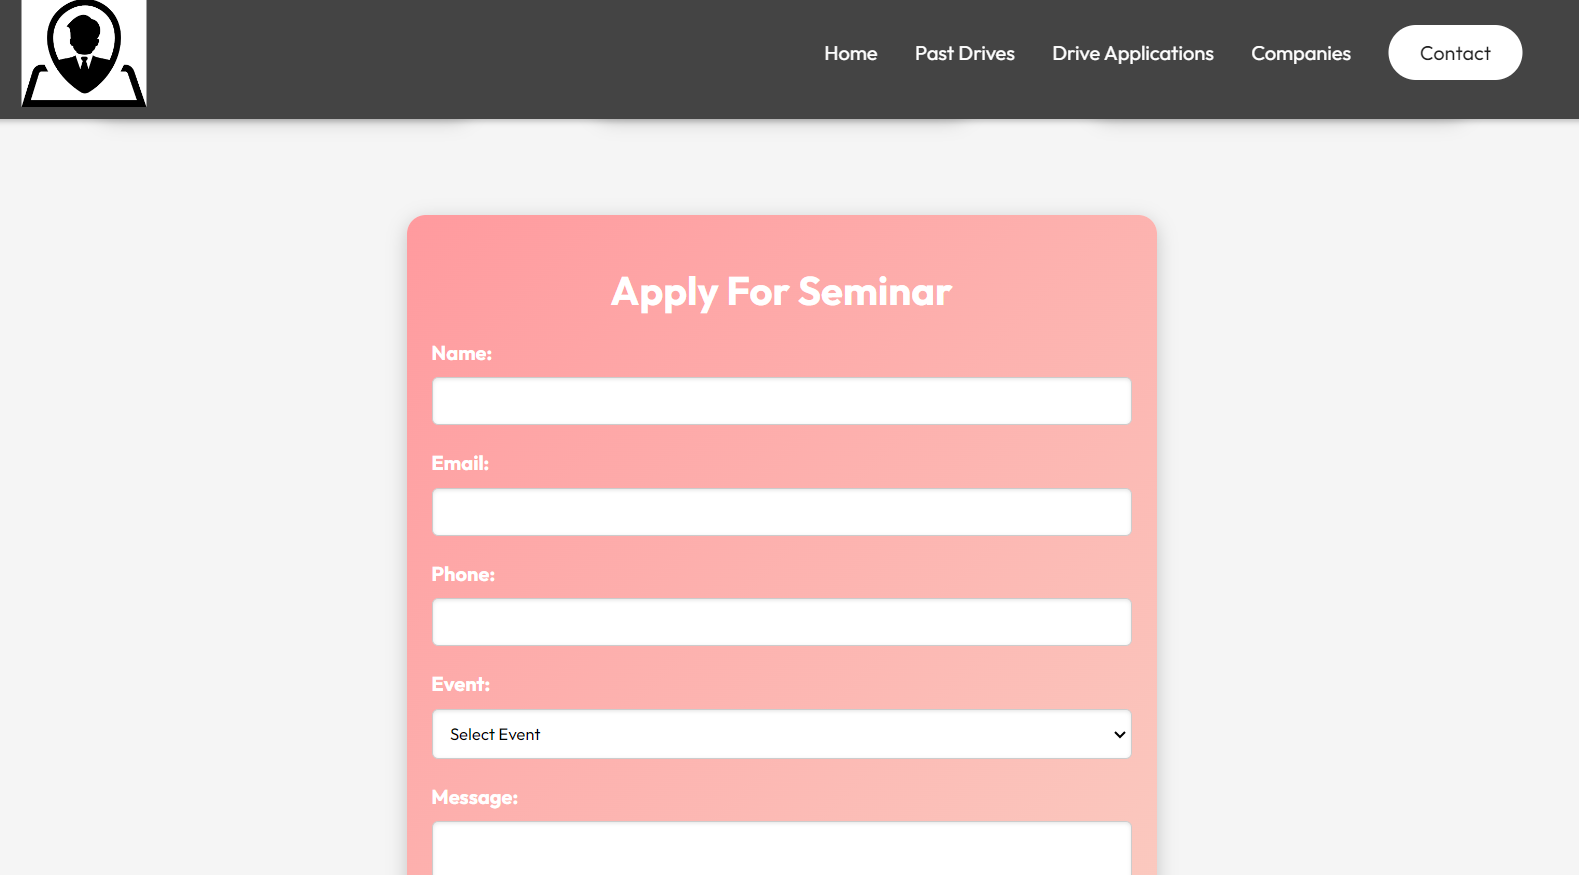 Home Past Drives Drive Applications Companies Contact
Apply For Seminar
Name:
Email:
Phone:
Event:
Select Event
Message: